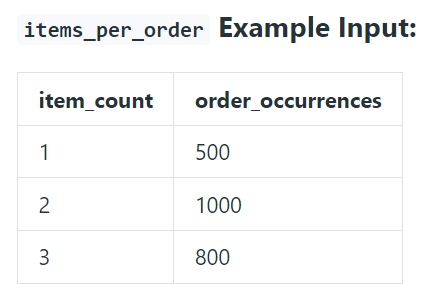 items_per_order Example Input:
item_count order_occurrences
1 500
2 1000
3 800